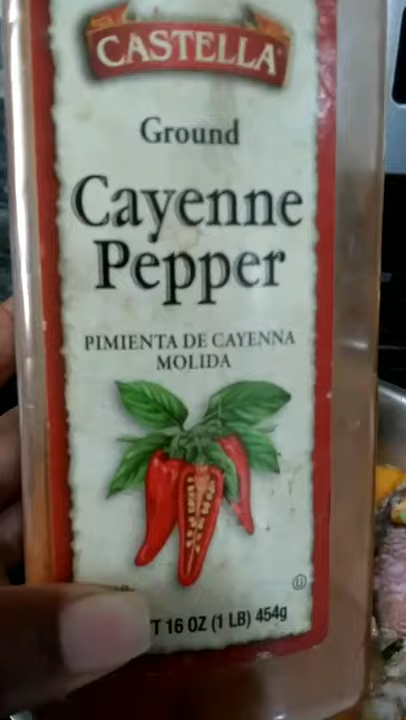 CASTELLA
Ground
Cayenne
Pepper
PIMIENTA DE CAYENNA
MOLIDA
U
T 16 OZ (1 LB) 454g